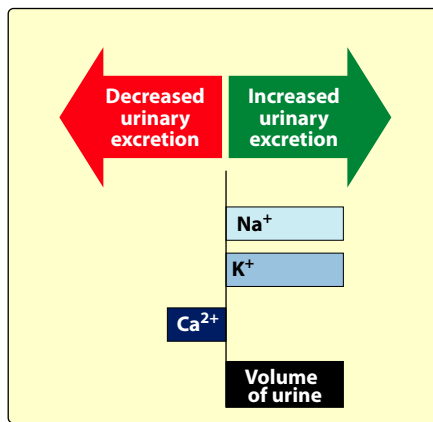 Decreased
urinary
excretion
Increased
urinary
excretion
Na⁺
K⁺
Ca²⁺
Volume
of urine